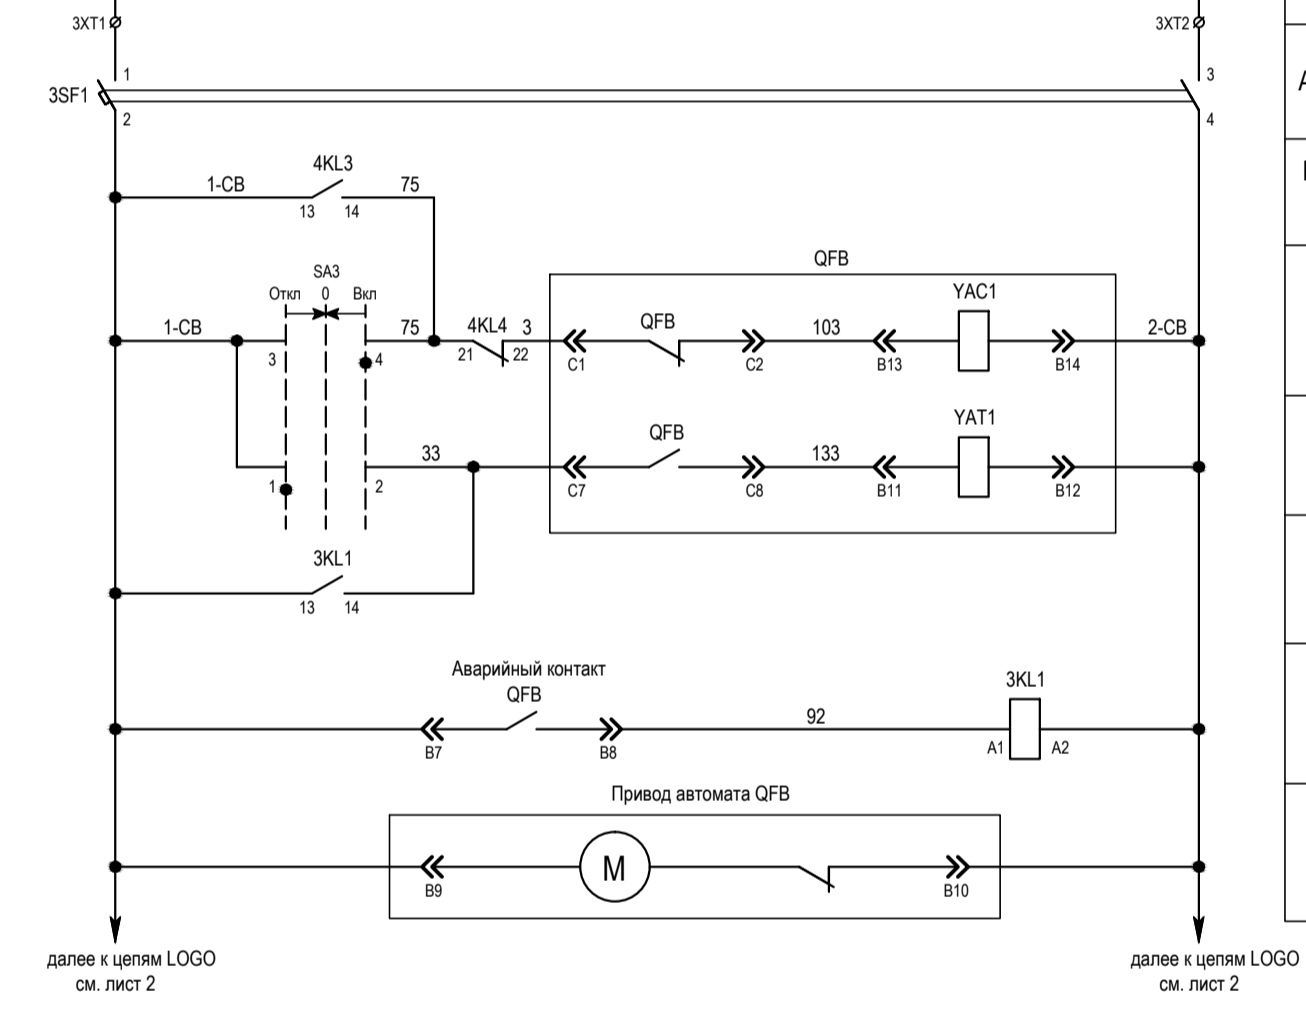 3XT1
3XT2
1
3
3SF1
2
4
4KL3
1-СВ
75
13 14
QFB
SA3
Откл 0 Вкл
YAC1
1-СВ
75
4KL4
3
QFB
103
2-СВ
3
4
21
22
C1
C2
B13
B14
YAT1
33
QFB
133
1
2
C7
C8
B11
B12
3KL1
13 14
Аварийный контакт
QFB
3KL1
92
B7
B8
A1
A2
Привод автомата QFB
M
B9
B10
далее к цепям LOGO
см. лист 2
далее к цепям LOGO
см. лист 2